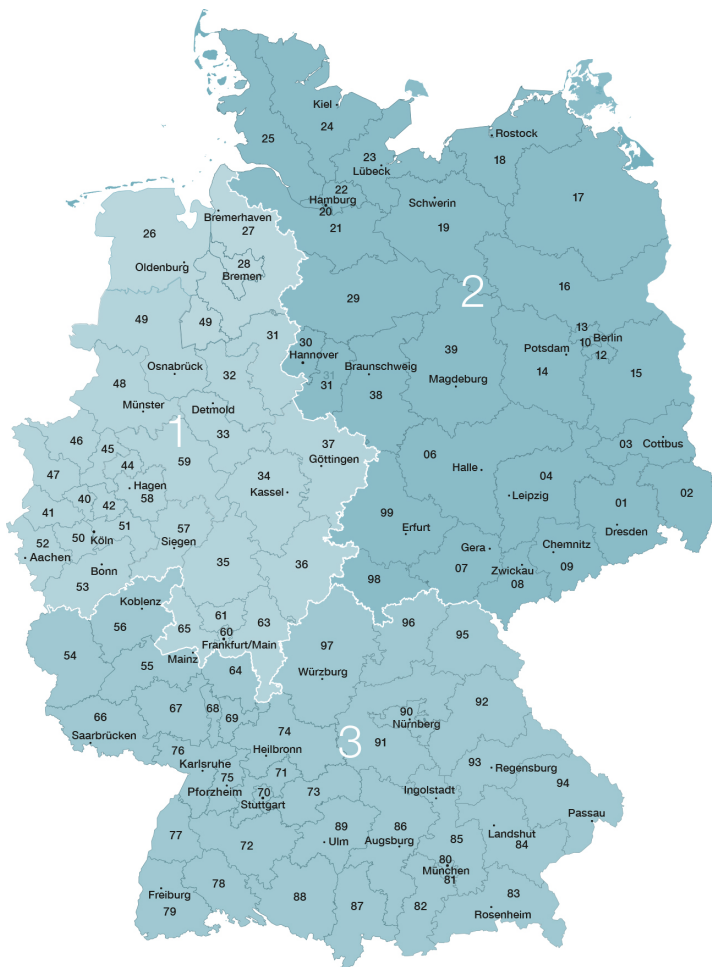 Kiel
24
25
Rostock
23
18
Lübeck
22
17
Hamburg
20
Schwerin
Bremerhaven
27
21
19
26
28
Oldenburg
Bremen
16
2
29
49
49
31
13
30
10
Berlin
Hannover
39
Potsdam
12
Osnabrück
32
31
31
Braunschweig
14
15
48
Magdeburg
38
Münster
Detmold
1
33
46
45
37
03
Cottbus
44
59
Göttingen
06
47
34
Halle
04
Hagen
40
58
Kassel
Leipzig
02
42
01
41
99
51
57
50
Köln
Erfurt
Dresden
52
Siegen
Gera
Chemnitz
Aachen
35
36
Bonn
07
Zwickau
09
53
98
08
Koblenz
61
56
65
63
96
60
95
Frankfurt/Main
97
54
Mainz
55
64
Würzburg
92
67
68
90
66
69
Nürnberg
74
3
91
Saarbrücken
76
Heilbronn
93
Karlsruhe
71
Regensburg
75
94
Pforzheim
70
73
Ingolstadt
Stuttgart
Passau
89
86
77
Landshut
72
Ulm
Augsburg
85
84
80
München
81
78
83
Freiburg
88
87
82
79
Rosenheim